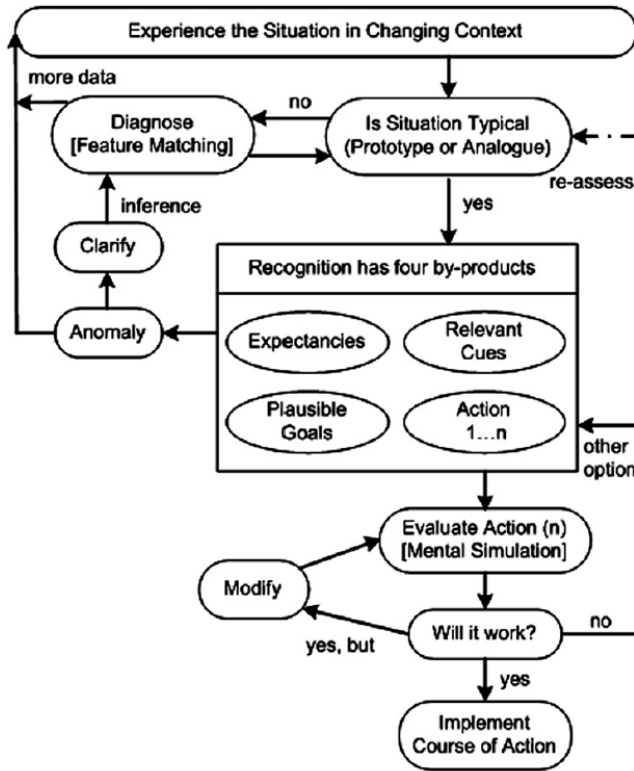 Experience the Situation in Changing Context
more data
no
Diagnose
[Feature Matching]
Is Situation Typical
(Prototype or Analogue)
re-assess
inference
yes
Clarify
Recognition has four by-products
Anomaly
Expectancies
Relevant
Cues
Plausible
Goals
Action
1...n
other
option
Evaluate Action (n)
[Mental Simulation]
Modify
yes, but
Will it work?
no
yes
Implement
Course of Action